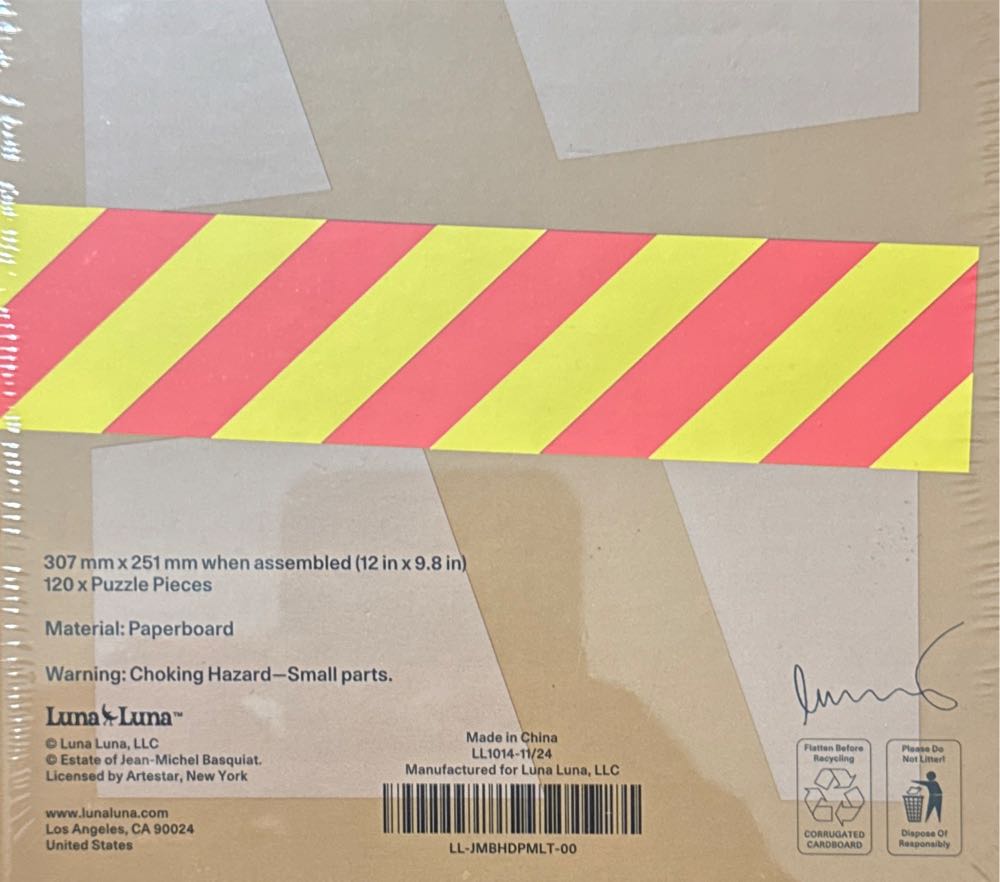 307 mm x 251 mm when assembled (12 in x 9.8 in)
120 x Puzzle Pieces
Material: Paperboard
Warning: Choking Hazard—Small parts.
Luna Luna™
© Luna Luna, LLC
© Estate of Jean-Michel Basquiat.
Licensed by Artestar, New York
www.lunaluna.com
Los Angeles, CA 90024
United States
Made in China
LL1014-11/24
Manufactured for Luna Luna, LLC
LL-JMBHDPMLT-00
Flatten Before
Recycling
CORRUGATED
CARDBOARD
Please Do
Not Litter!
Dispose Of
Responsibly